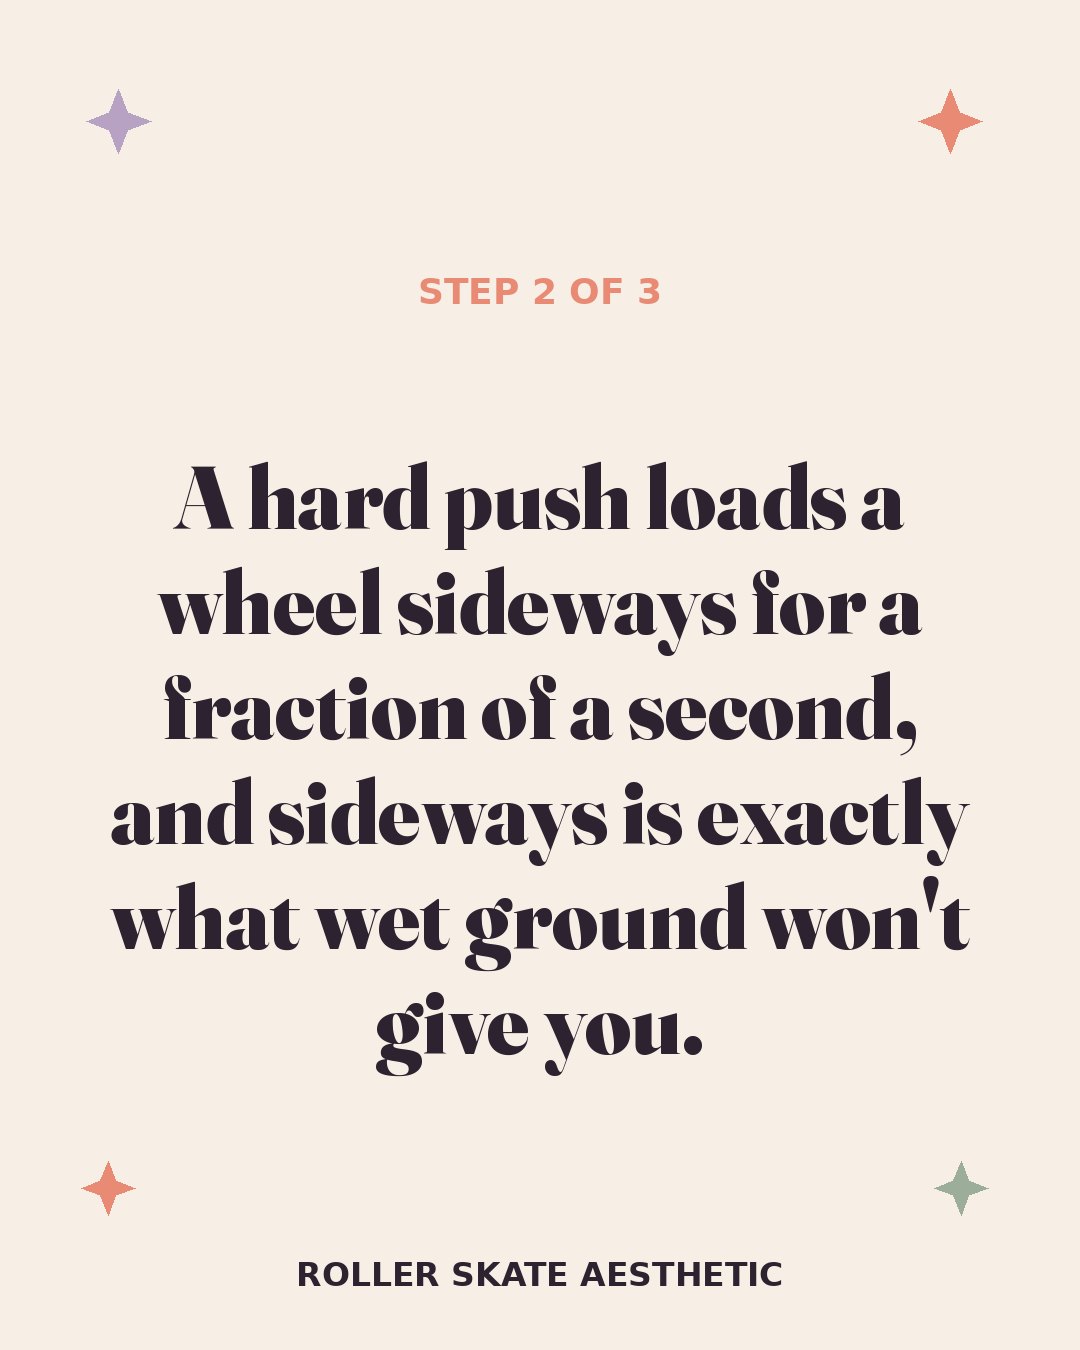 STEP 2 OF 3
A hard push loads a
wheel sideways for a
fraction of a second,
and sideways is exactly
what wet ground won't
give you.
ROLLER SKATE AESTHETIC